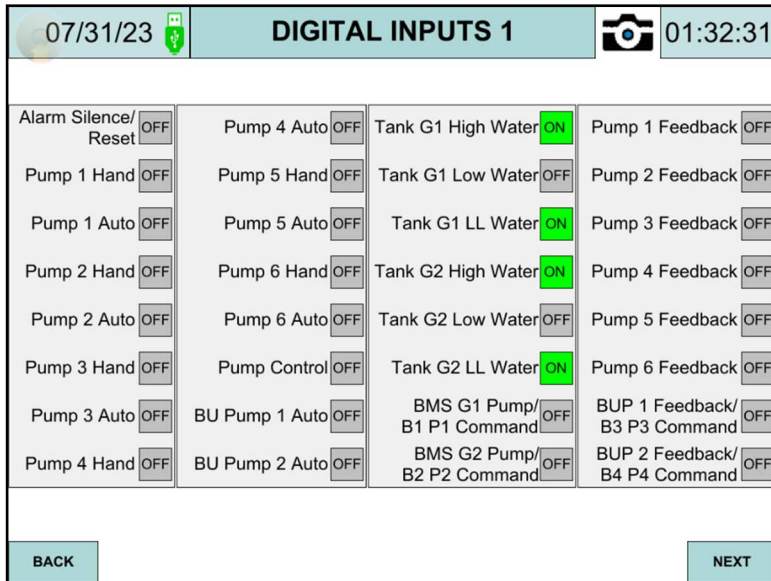 07/31/23
DIGITAL INPUTS 1
01:32:31
Alarm Silence/
Reset OFF
Pump 1 Hand OFF
Pump 1 Auto OFF
Pump 2 Hand OFF
Pump 2 Auto OFF
Pump 3 Hand OFF
Pump 3 Auto OFF
Pump 4 Hand OFF
Pump 4 Auto OFF
Pump 5 Hand OFF
Pump 5 Auto OFF
Pump 6 Hand OFF
Pump 6 Auto OFF
Pump Control OFF
BU Pump 1 Auto OFF
BU Pump 2 Auto OFF
Tank G1 High Water ON
Tank G1 Low Water OFF
Tank G1 LL Water ON
Tank G2 High Water ON
Tank G2 Low Water OFF
Tank G2 LL Water ON
BMS G1 Pump/
B1 P1 Command OFF
BMS G2 Pump/
B2 P2 Command OFF
Pump 1 Feedback OFF
Pump 2 Feedback OFF
Pump 3 Feedback OFF
Pump 4 Feedback OFF
Pump 5 Feedback OFF
Pump 6 Feedback OFF
BUP 1 Feedback/
B3 P3 Command OFF
BUP 2 Feedback/
B4 P4 Command OFF
BACK
NEXT